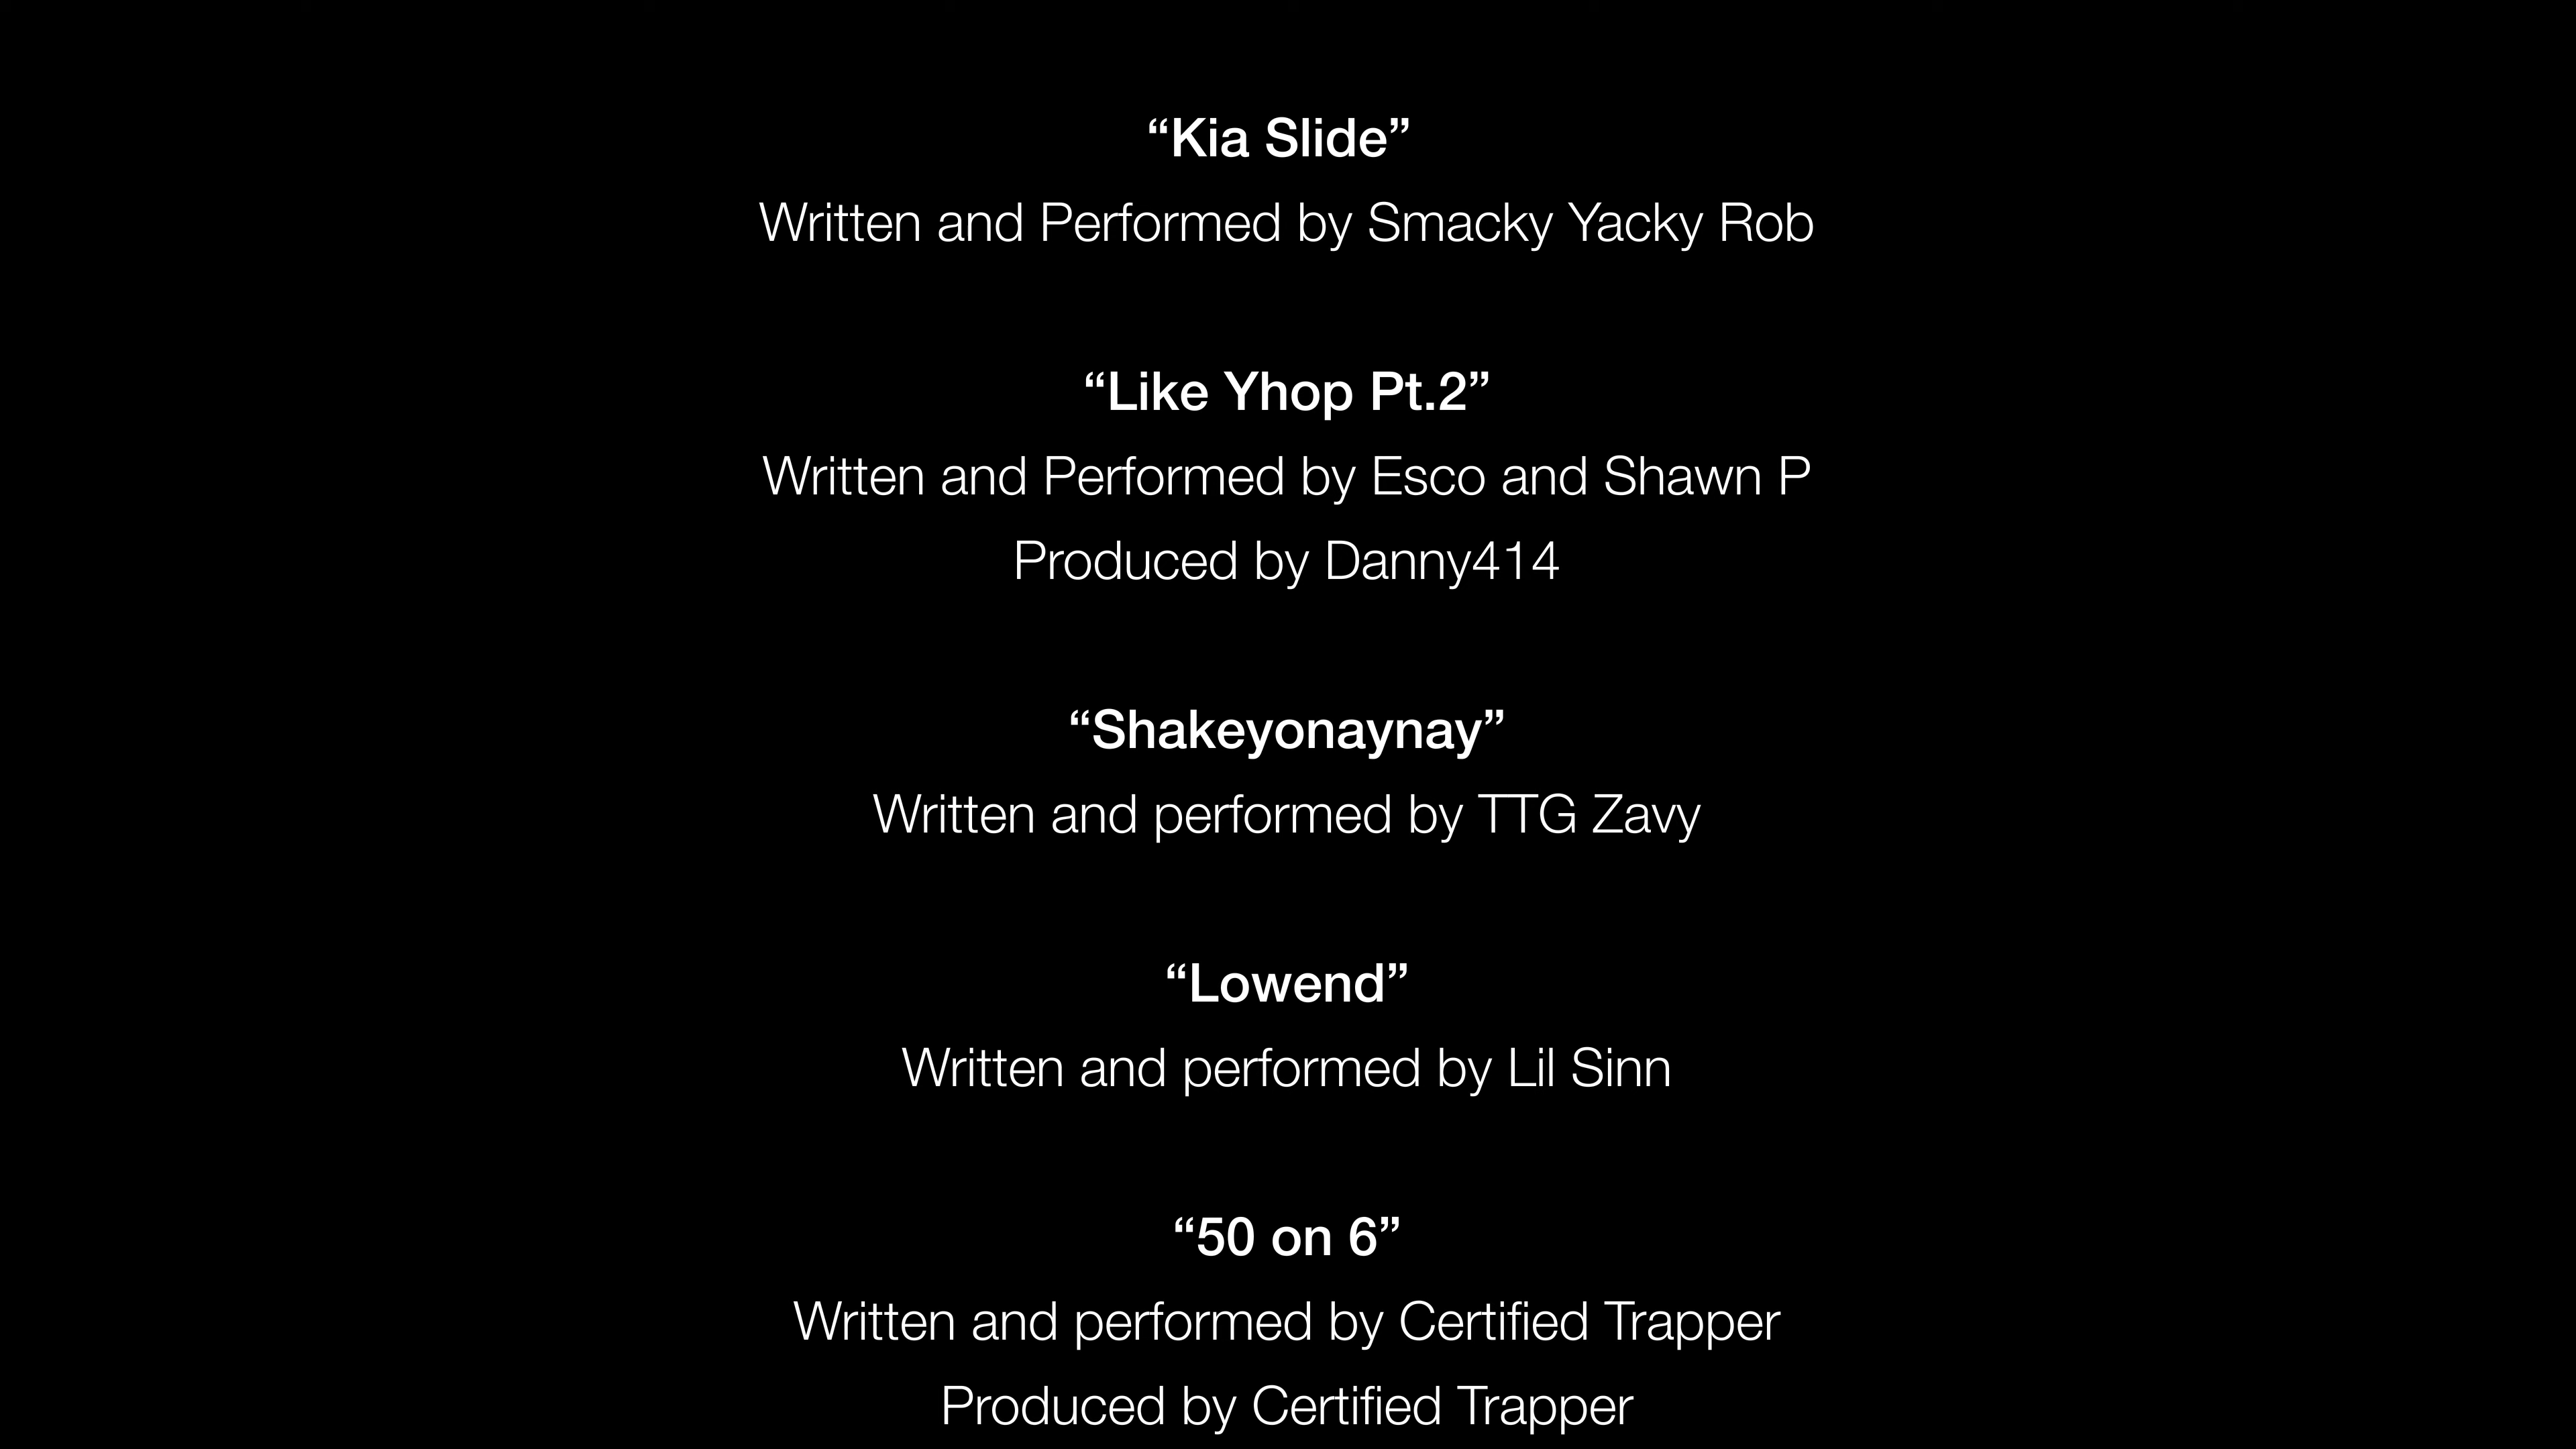 “Kia Slide”
Written and Performed by Smacky Yacky Rob
“Like Yhop Pt.2”
Written and Performed by Esco and Shawn P
Produced by Danny414
“Shakeyonaynay”
Written and performed by TTG Zavy
“Lowend”
Written and performed by Lil Sinn
“50 on 6”
Written and performed by Certified Trapper
Produced by Certified Trapper